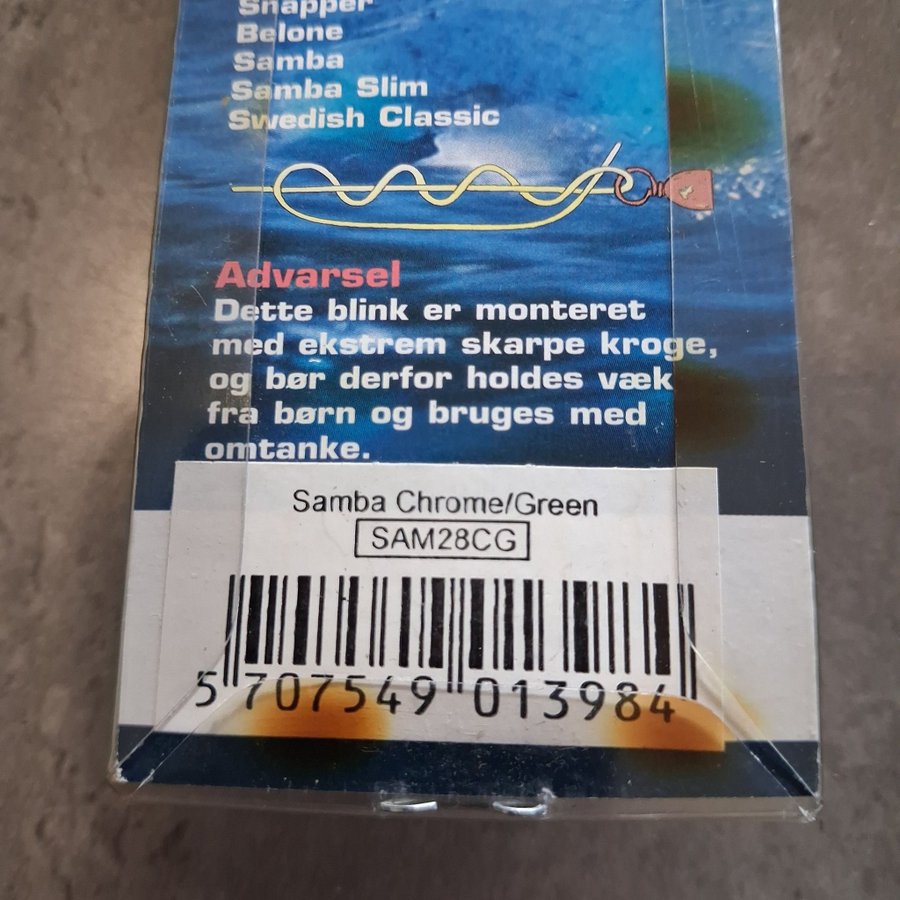 Snapper
Belone
Samba
Samba Slim
Swedish Classic
Advarsel
Dette blink er monteret
med ekstrem skarpe kroge,
og bør derfor holdes væk
fra børn og bruges med
omtanke.
Samba Chrome/Green
SAM28CG
5 707549 013984